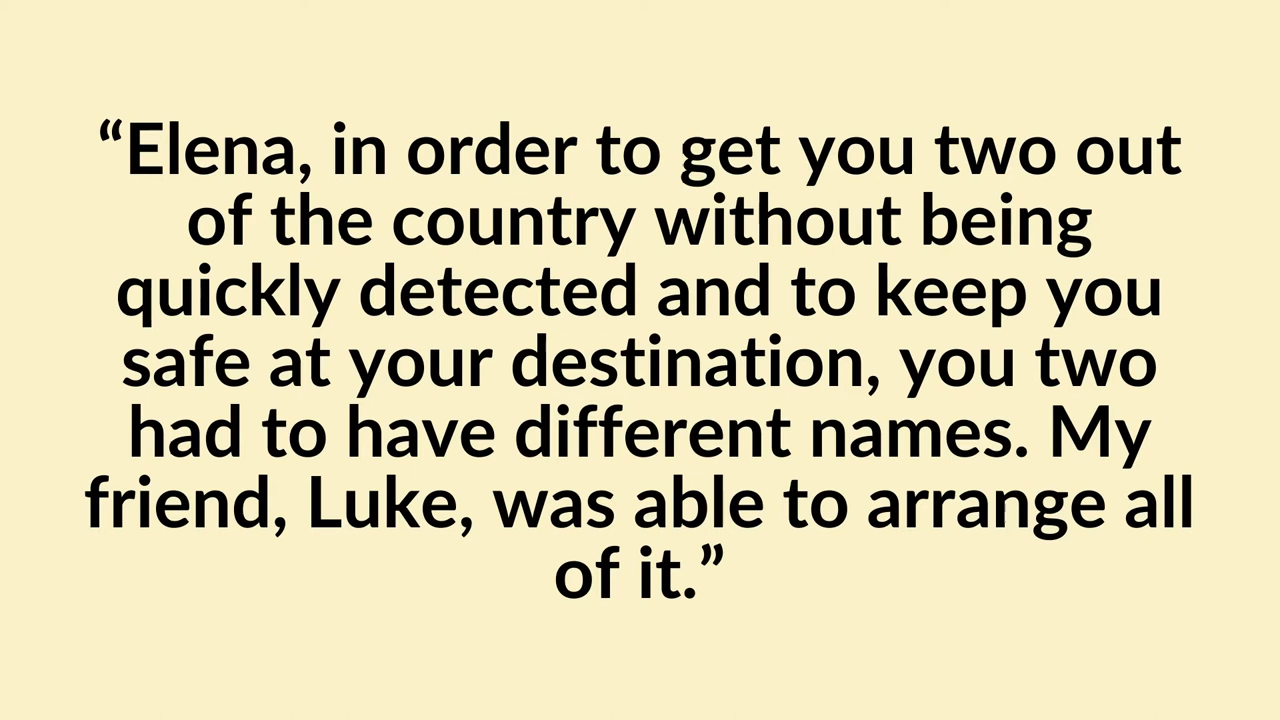 “Elena, in order to get you two out
of the country without being
quickly detected and to keep you
safe at your destination, you two
had to have different names. My
friend, Luke, was able to arrange all
of it.”